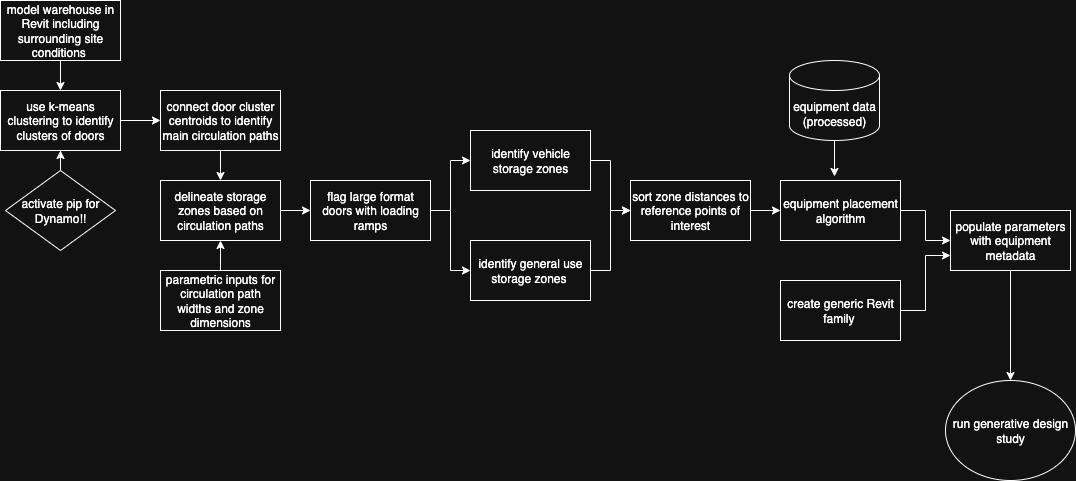 model warehouse in
Revit including
surrounding site
conditions
use k-means
clustering to identify
clusters of doors
activate pip for
Dynamo!!
connect door cluster
centroids to identify
main circulation paths
delineate storage
zones based on
circulation paths
parametric inputs for
circulation path
widths and zone
dimensions
flag large format
doors with loading
ramps
identify vehicle
storage zones
identify general use
storage zones
sort zone distances to
reference points of
interest
equipment data
(processed)
equipment placement
algorithm
create generic Revit
family
populate parameters
with equipment
metadata
run generative design
study